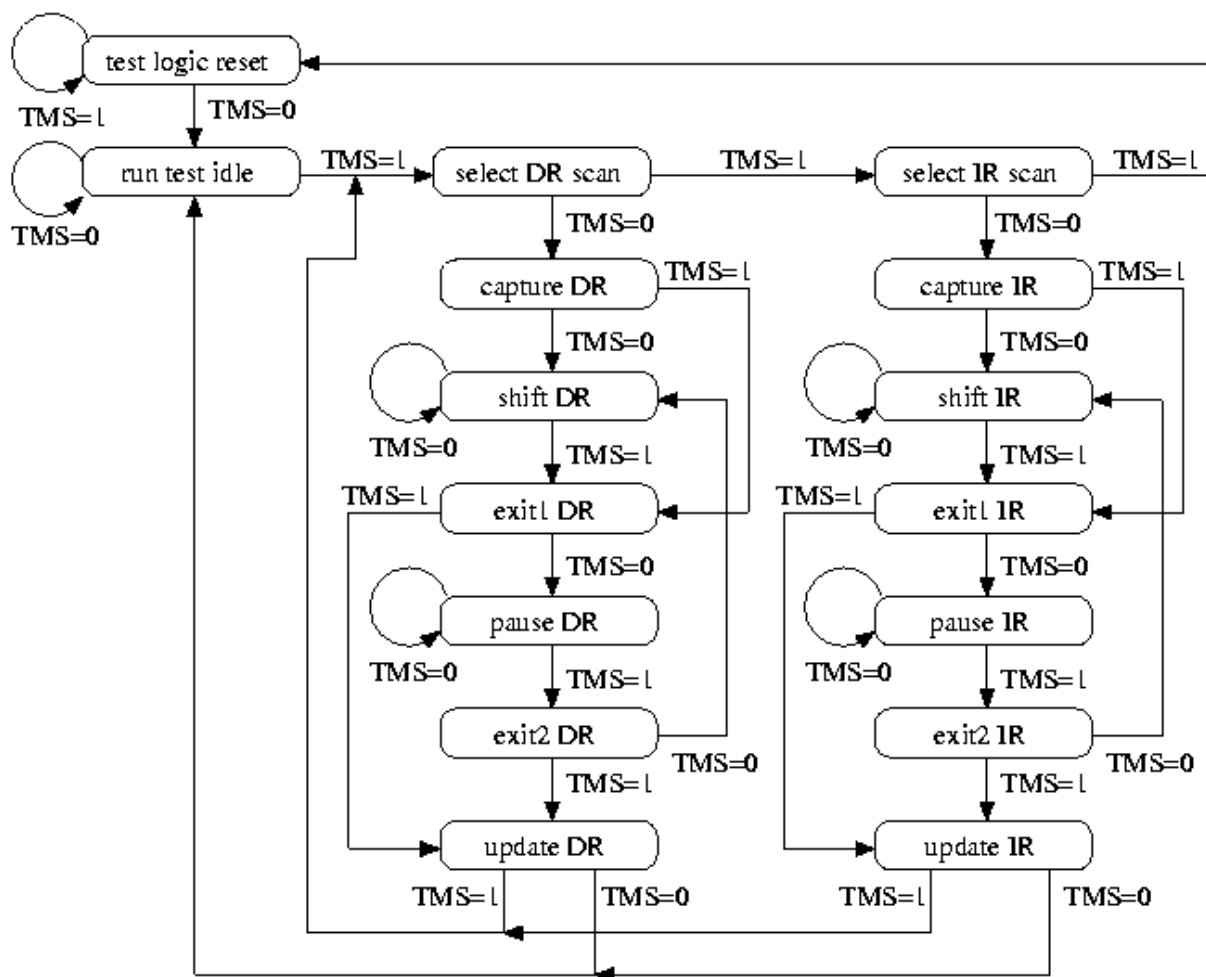 test logic reset
TMS=1
TMS=0
run test idle
TMS=1
select DR scan
TMS=1
select IR scan
TMS=1
TMS=0
TMS=0
TMS=0
capture DR
TMS=1
capture IR
TMS=1
TMS=0
TMS=0
shift DR
shift IR
TMS=0
TMS=1
TMS=0
TMS=1
TMS=1
exit1 DR
TMS=1
exit1 IR
TMS=0
TMS=0
pause DR
pause IR
TMS=0
TMS=1
TMS=0
TMS=1
exit2 DR
TMS=0
exit2 IR
TMS=0
TMS=1
TMS=1
update DR
update IR
TMS=1
TMS=0
TMS=1
TMS=0